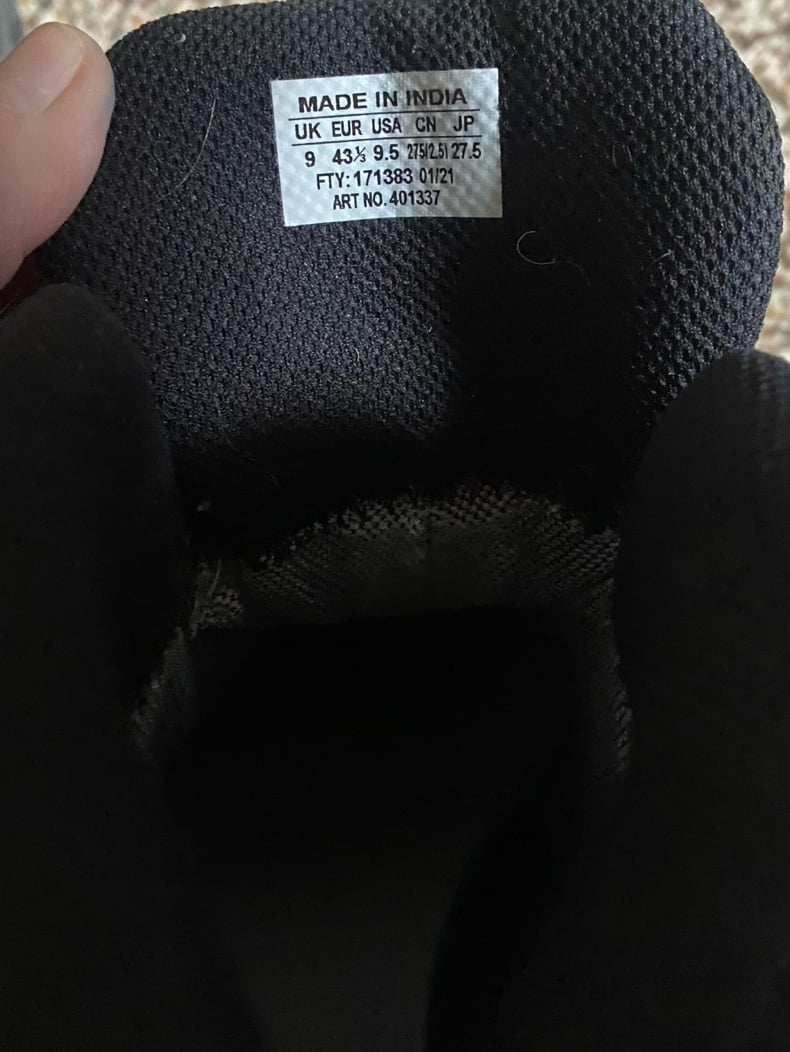 MADE IN INDIA
UK EUR USA CN JP
9 43⅓ 9.5 275(2.5) 27.5
FTY: 171383 01/21
ART NO. 401337